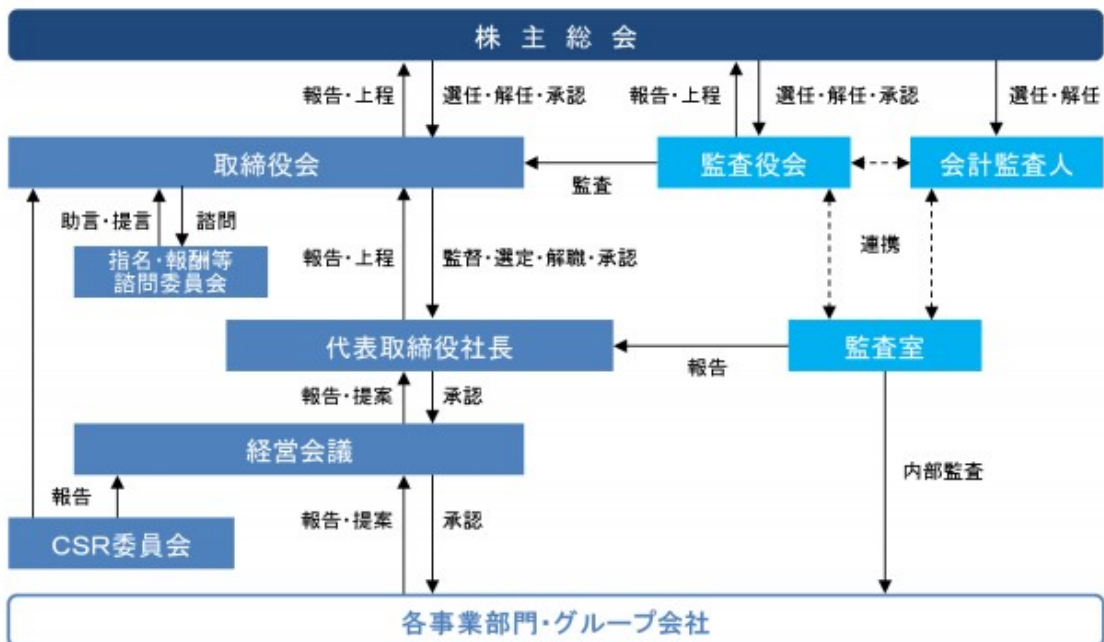 株主総会
報告・上程
選任・解任・承認
報告・上程
選任・解任・承認
選任・解任
取締役会
監査役会
会計監査人
監査
助言・提言
諮問
指名・報酬等
諮問委員会
報告・上程
監督・選定・解職・承認
連携
代表取締役社長
監査室
報告
報告・提案
承認
経営会議
内部監査
報告
報告・提案
承認
CSR委員会
各事業部門・グループ会社